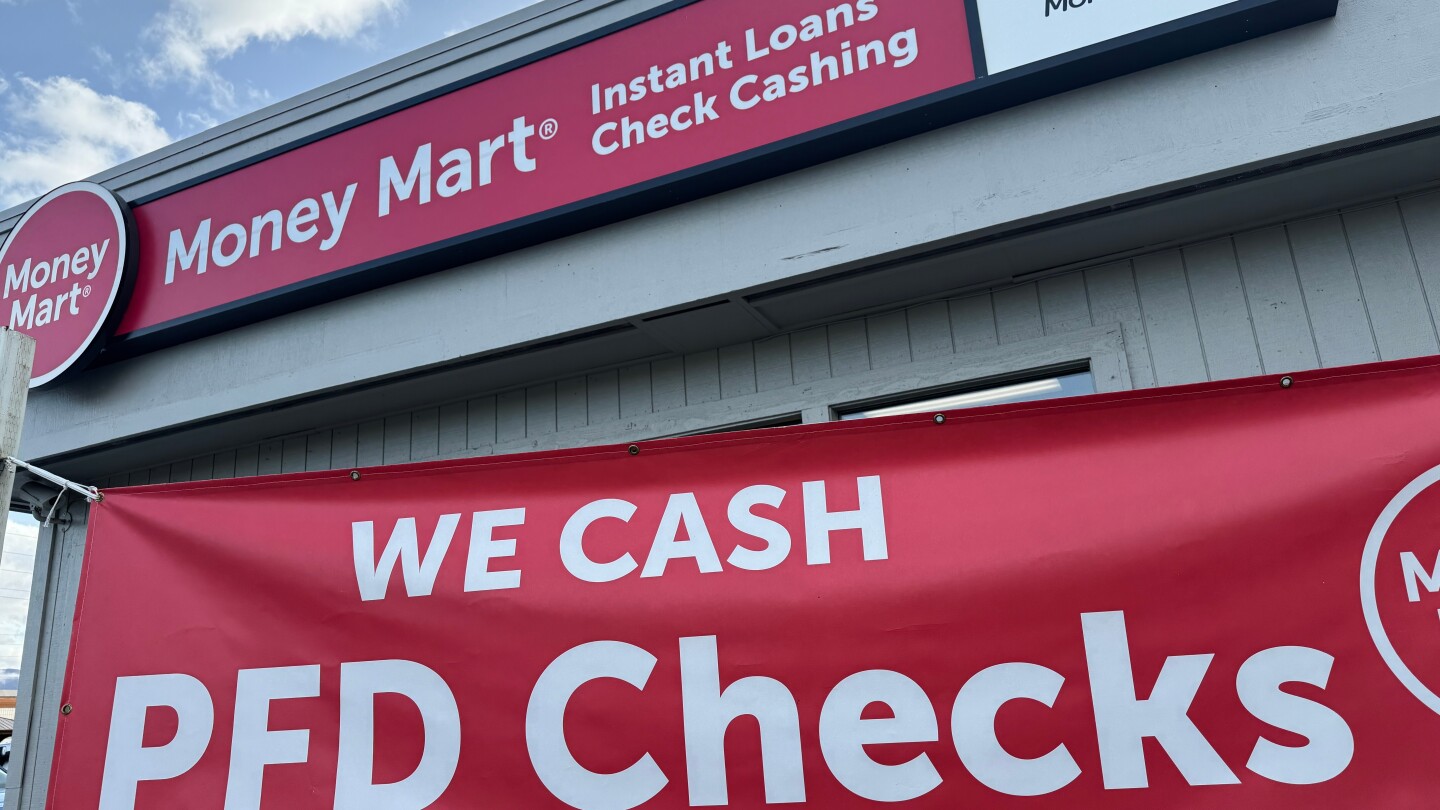 Money
Mart®
Money Mart®
Instant Loans
Check Cashing
WE CASH
PFD Checks